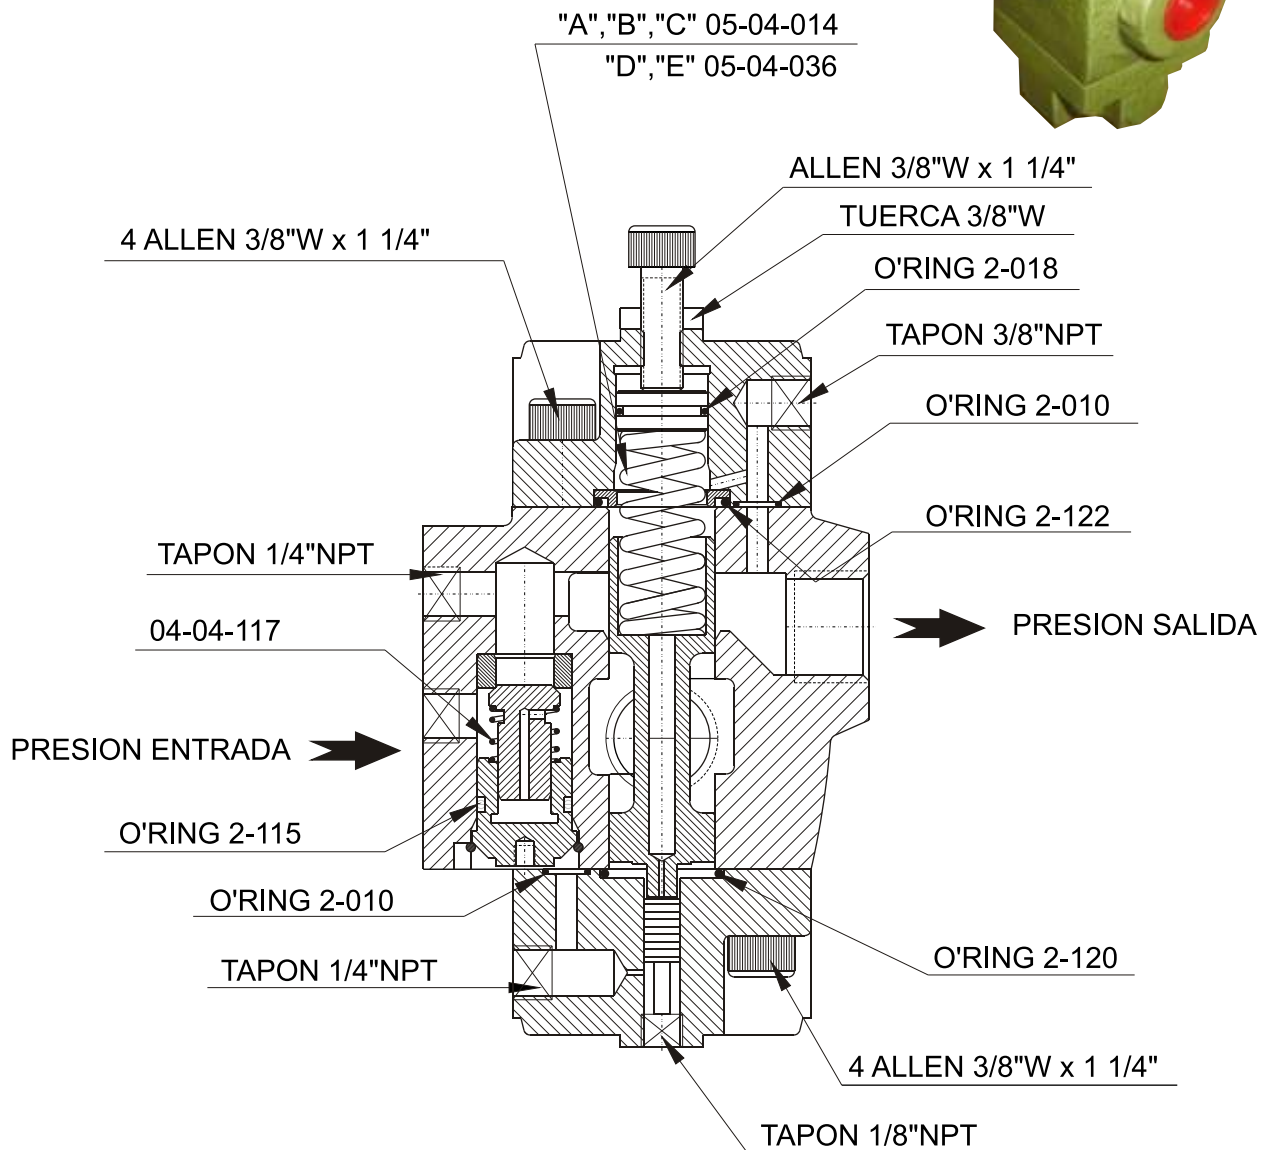 "A","B","C" 05-04-014
"D","E" 05-04-036
ALLEN 3/8"W x 1 1/4"
TUERCA 3/8"W
4 ALLEN 3/8"W x 1 1/4"
O'RING 2-018
TAPON 3/8"NPT
O'RING 2-010
O'RING 2-122
TAPON 1/4"NPT
04-04-117
PRESION SALIDA
PRESION ENTRADA
O'RING 2-115
O'RING 2-010
O'RING 2-120
TAPON 1/4"NPT
4 ALLEN 3/8"W x 1 1/4"
TAPON 1/8"NPT